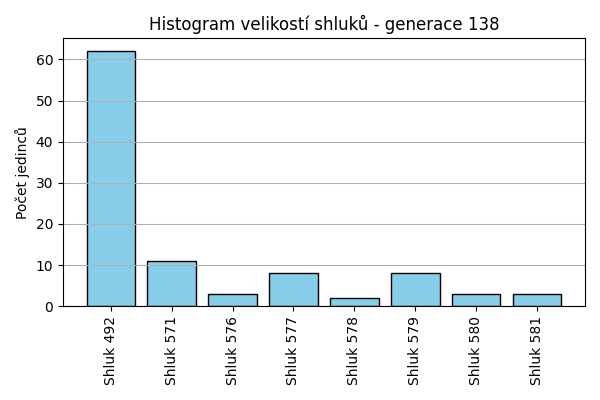 Histogram velikostí shluků - generace 138
Počet jedinců
60
50
40
30
20
10
0
Shluk 492
Shluk 571
Shluk 576
Shluk 577
Shluk 578
Shluk 579
Shluk 580
Shluk 581